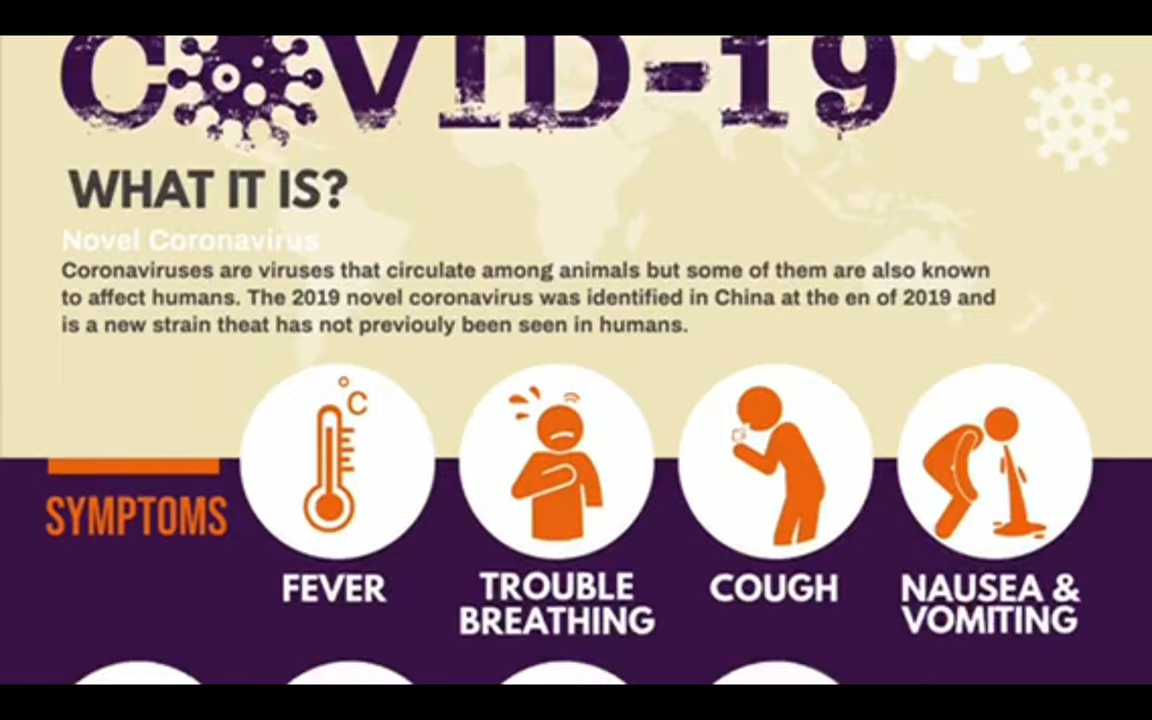 COVID-19
WHAT IT IS?
Novel Coronavirus
Coronaviruses are viruses that circulate among animals but some of them are also known
to affect humans. The 2019 novel coronavirus was identified in China at the en of 2019 and
is a new strain theat has not previouly been seen in humans.
°C
SYMPTOMS
FEVER
TROUBLE
BREATHING
COUGH
NAUSEA &
VOMITING